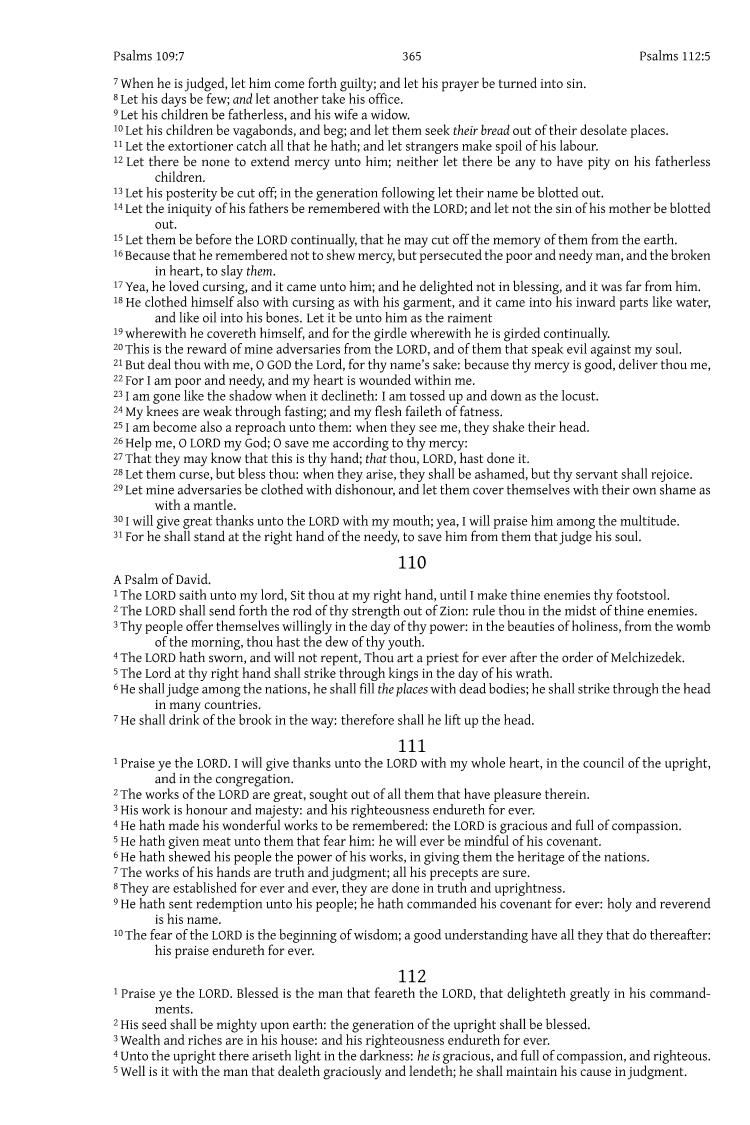 Psalms 109:7 365 Psalms 112:5
7 When he is judged, let him come forth guilty; and let his prayer be turned into sin.
8 Let his days be few; and let another take his office.
9 Let his children be fatherless, and his wife a widow.
10 Let his children be vagabonds, and beg; and let them seek their bread out of their desolate places.
11 Let the extortioner catch all that he hath; and let strangers make spoil of his labour.
12 Let there be none to extend mercy unto him; neither let there be any to have pity on his fatherless
children.
13 Let his posterity be cut off; in the generation following let their name be blotted out.
14 Let the iniquity of his fathers be remembered with the LORD; and let not the sin of his mother be blotted
out.
15 Let them be before the LORD continually, that he may cut off the memory of them from the earth.
16 Because that he remembered not to shew mercy, but persecuted the poor and needy man, and the broken
in heart, to slay them.
17 Yea, he loved cursing, and it came unto him; and he delighted not in blessing, and it was far from him.
18 He clothed himself also with cursing as with his garment, and it came into his inward parts like water,
and like oil into his bones. Let it be unto him as the raiment
19 wherewith he covereth himself, and for the girdle wherewith he is girded continually.
20 This is the reward of mine adversaries from the LORD, and of them that speak evil against my soul.
21 But deal thou with me, O GOD the Lord, for thy name's sake: because thy mercy is good, deliver thou me,
22 For I am poor and needy, and my heart is wounded within me.
23 I am gone like the shadow when it declineth: I am tossed up and down as the locust.
24 My knees are weak through fasting; and my flesh faileth of fatness.
25 I am become also a reproach unto them: when they see me, they shake their head.
26 Help me, O LORD my God; O save me according to thy mercy:
27 That they may know that this is thy hand; that thou, LORD, hast done it.
28 Let them curse, but bless thou: when they arise, they shall be ashamed, but thy servant shall rejoice.
29 Let mine adversaries be clothed with dishonour, and let them cover themselves with their own shame as
with a mantle.
30 I will give great thanks unto the LORD with my mouth; yea, I will praise him among the multitude.
31 For he shall stand at the right hand of the needy, to save him from them that judge his soul.
110
A Psalm of David.
1 The LORD saith unto my lord, Sit thou at my right hand, until I make thine enemies thy footstool.
2 The LORD shall send forth the rod of thy strength out of Zion: rule thou in the midst of thine enemies.
3 Thy people offer themselves willingly in the day of thy power: in the beauties of holiness, from the womb
of the morning, thou hast the dew of thy youth.
4 The LORD hath sworn, and will not repent, Thou art a priest for ever after the order of Melchizedek.
5 The Lord at thy right hand shall strike through kings in the day of his wrath.
6 He shall judge among the nations, he shall fill the places with dead bodies; he shall strike through the head
in many countries.
7 He shall drink of the brook in the way: therefore shall he lift up the head.
111
1 Praise ye the LORD. I will give thanks unto the LORD with my whole heart, in the council of the upright,
and in the congregation.
2 The works of the LORD are great, sought out of all them that have pleasure therein.
3 His work is honour and majesty: and his righteousness endureth for ever.
4 He hath made his wonderful works to be remembered: the LORD is gracious and full of compassion.
5 He hath given meat unto them that fear him: he will ever be mindful of his covenant.
6 He hath shewed his people the power of his works, in giving them the heritage of the nations.
7 The works of his hands are truth and judgment; all his precepts are sure.
8 They are established for ever and ever, they are done in truth and uprightness.
9 He hath sent redemption unto his people; he hath commanded his covenant for ever: holy and reverend
is his name.
10 The fear of the LORD is the beginning of wisdom; a good understanding have all they that do thereafter:
his praise endureth for ever.
112
1 Praise ye the LORD. Blessed is the man that feareth the LORD, that delighteth greatly in his command-
ments.
2 His seed shall be mighty upon earth: the generation of the upright shall be blessed.
3 Wealth and riches are in his house: and his righteousness endureth for ever.
4 Unto the upright there ariseth light in the darkness: he is gracious, and full of compassion, and righteous.
5 Well is it with the man that dealeth graciously and lendeth; he shall maintain his cause in judgment.